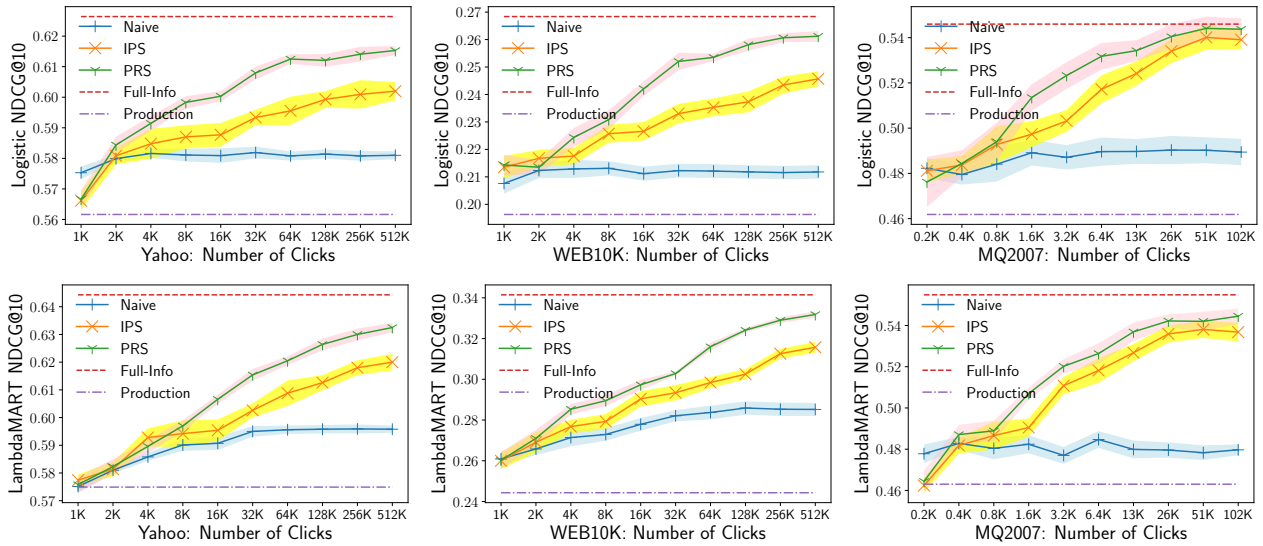 Logistic NDCG@10
0.62
0.61
0.60
0.59
0.58
0.57
0.56
Naive
IPS
PRS
Full-Info
Production
1K 2K 4K 8K 16K 32K 64K 128K 256K 512K
Yahoo: Number of Clicks
Logistic NDCG@10
0.27
0.26
0.25
0.24
0.23
0.22
0.21
0.20
Naive
IPS
PRS
Full-Info
Production
1K 2K 4K 8K 16K 32K 64K 128K 256K 512K
WEB10K: Number of Clicks
Logistic NDCG@10
0.54
0.52
0.50
0.48
0.46
Naive
IPS
PRS
Full-Info
Production
0.2K 0.4K 0.8K 1.6K 3.2K 6.4K 13K 26K 51K 102K
MQ2007: Number of Clicks
LambdaMART NDCG@10
0.64
0.63
0.62
0.61
0.60
0.59
0.58
0.57
Naive
IPS
PRS
Full-Info
Production
1K 2K 4K 8K 16K 32K 64K 128K 256K 512K
Yahoo: Number of Clicks
LambdaMART NDCG@10
0.34
0.32
0.30
0.28
0.26
0.24
Naive
IPS
PRS
Full-Info
Production
1K 2K 4K 8K 16K 32K 64K 128K 256K 512K
WEB10K: Number of Clicks
LambdaMART NDCG@10
0.54
0.52
0.50
0.48
0.46
Naive
IPS
PRS
Full-Info
Production
0.2K 0.4K 0.8K 1.6K 3.2K 6.4K 13K 26K 51K 102K
MQ2007: Number of Clicks